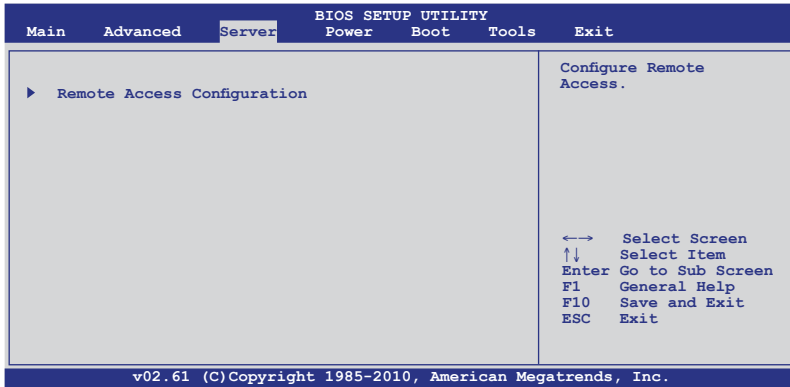 BIOS SETUP UTILITY
Main Advanced Server Power Boot Tools Exit
Remote Access Configuration
Configure Remote
Access.
←→ Select Screen
↑↓ Select Item
Enter Go to Sub Screen
F1 General Help
F10 Save and Exit
ESC Exit
v02.61 (C)Copyright 1985-2010, American Megatrends, Inc.